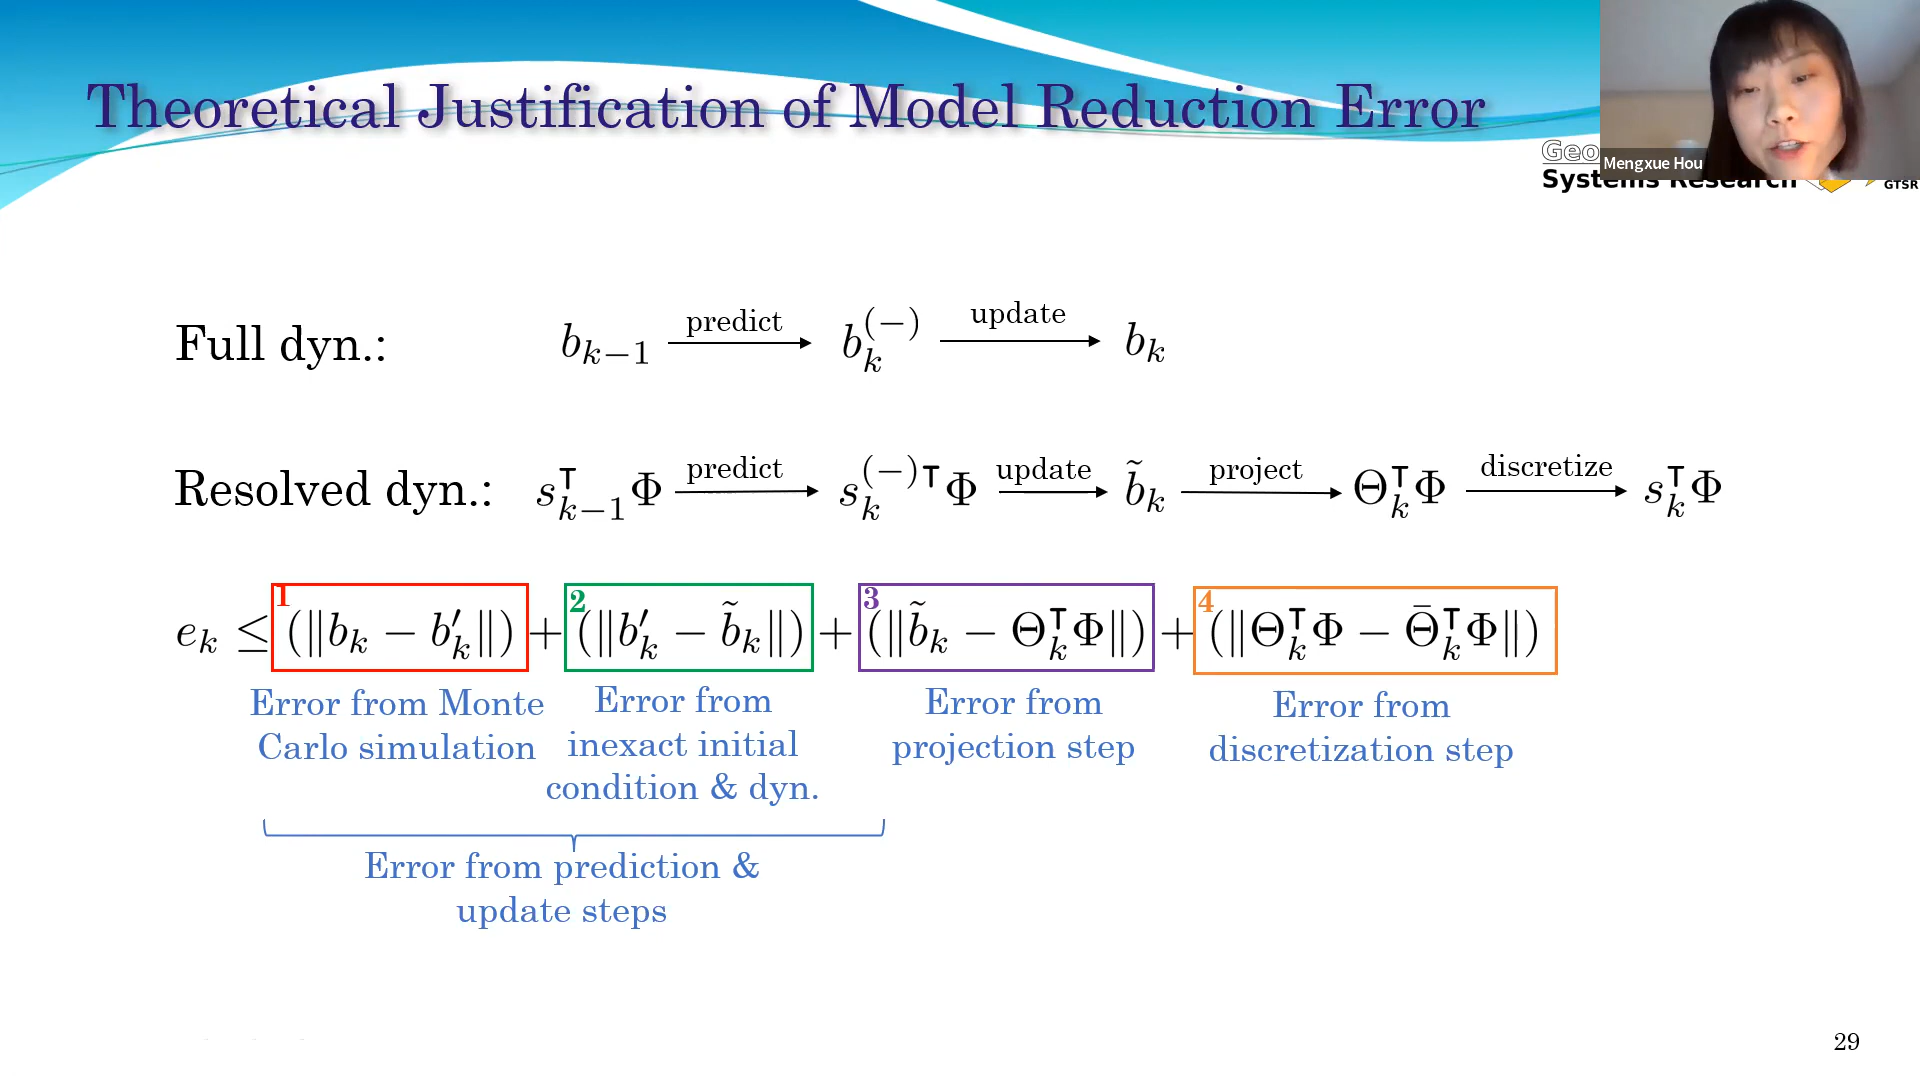 Theoretical Justification of Model Reduction Error
Mengxue Hou
Geo
Systems Research
GTSR
Full dyn.: b_{k−1} predict b_k^{(−)} update b_k
Resolved dyn.: s_{k−1}^⊤Φ predict s_k^{(−)⊤}Φ update b̃_k project Θ_k^⊤Φ discretize s_k^⊤Φ
1 2 3 4
e_k ≤ (‖b_k − b′_k‖) + (‖b′_k − b̃_k‖) + (‖b̃_k − Θ_k^⊤Φ‖) + (‖Θ_k^⊤Φ − Θ̄_k^⊤Φ‖)
Error from Monte
Carlo simulation
Error from
inexact initial
condition & dyn.
Error from
projection step
Error from
discretization step
Error from prediction &
update steps
29